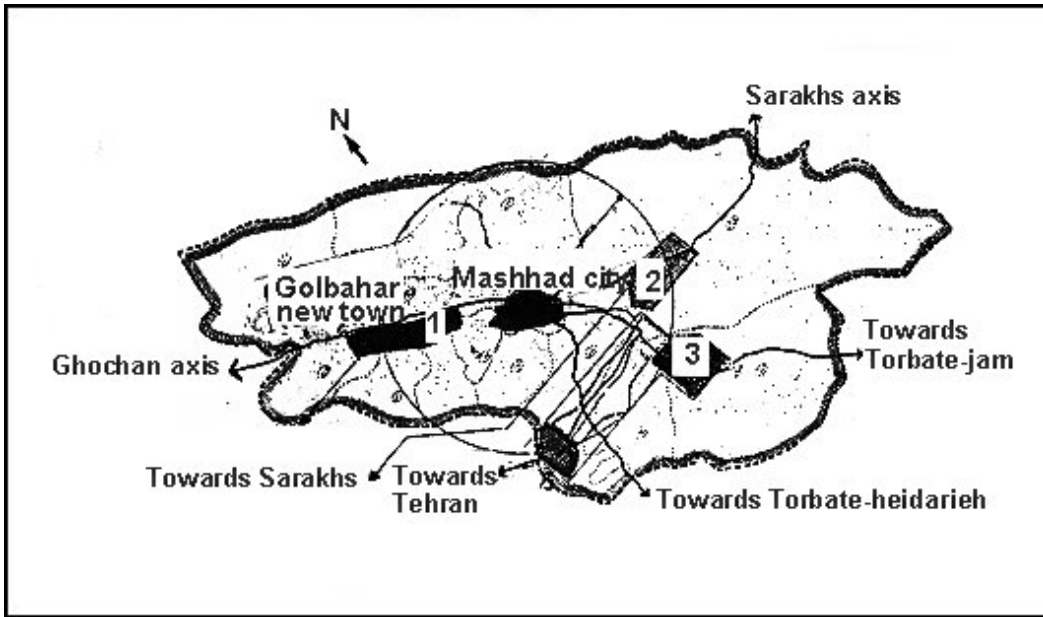 Sarakhs axis
N
Mashhad city
2
Golbahar
new town
1
3
Towards
Torbate-jam
Ghochan axis
Towards Sarakhs
Towards
Tehran
Towards Torbate-heidarieh